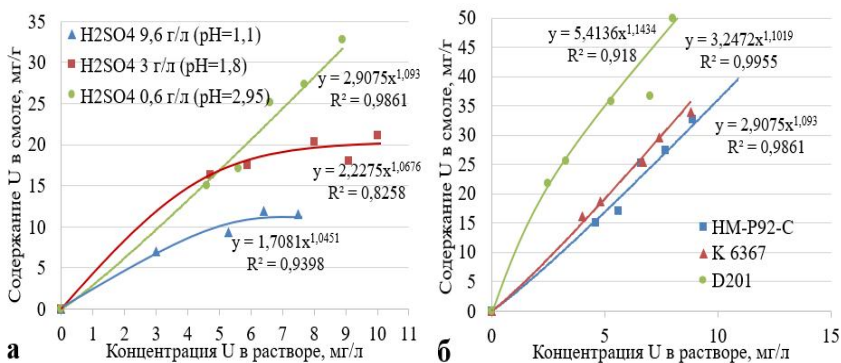 Содержание U в смоле, мг/г
35
30
25
20
15
10
5
0
H2SO4 9,6 г/л (pH=1,1)
H2SO4 3 г/л (pH=1,8)
H2SO4 0,6 г/л (pH=2,95)
y = 2,9075x^1,093
R² = 0,9861
y = 2,2275x^1,0676
R² = 0,8258
y = 1,7081x^1,0451
R² = 0,9398
0 1 2 3 4 5 6 7 8 9 10 11
Концентрация U в растворе, мг/л
а
Содержание U в смоле, мг/г
50
45
40
35
30
25
20
15
10
5
0
y = 5,4136x^1,1434
R² = 0,918
y = 3,2472x^1,1019
R² = 0,9955
y = 2,9075x^1,093
R² = 0,9861
HM-P92-C
K 6367
D201
0 5 10 15
Концентрация U в растворе, мг/л
б